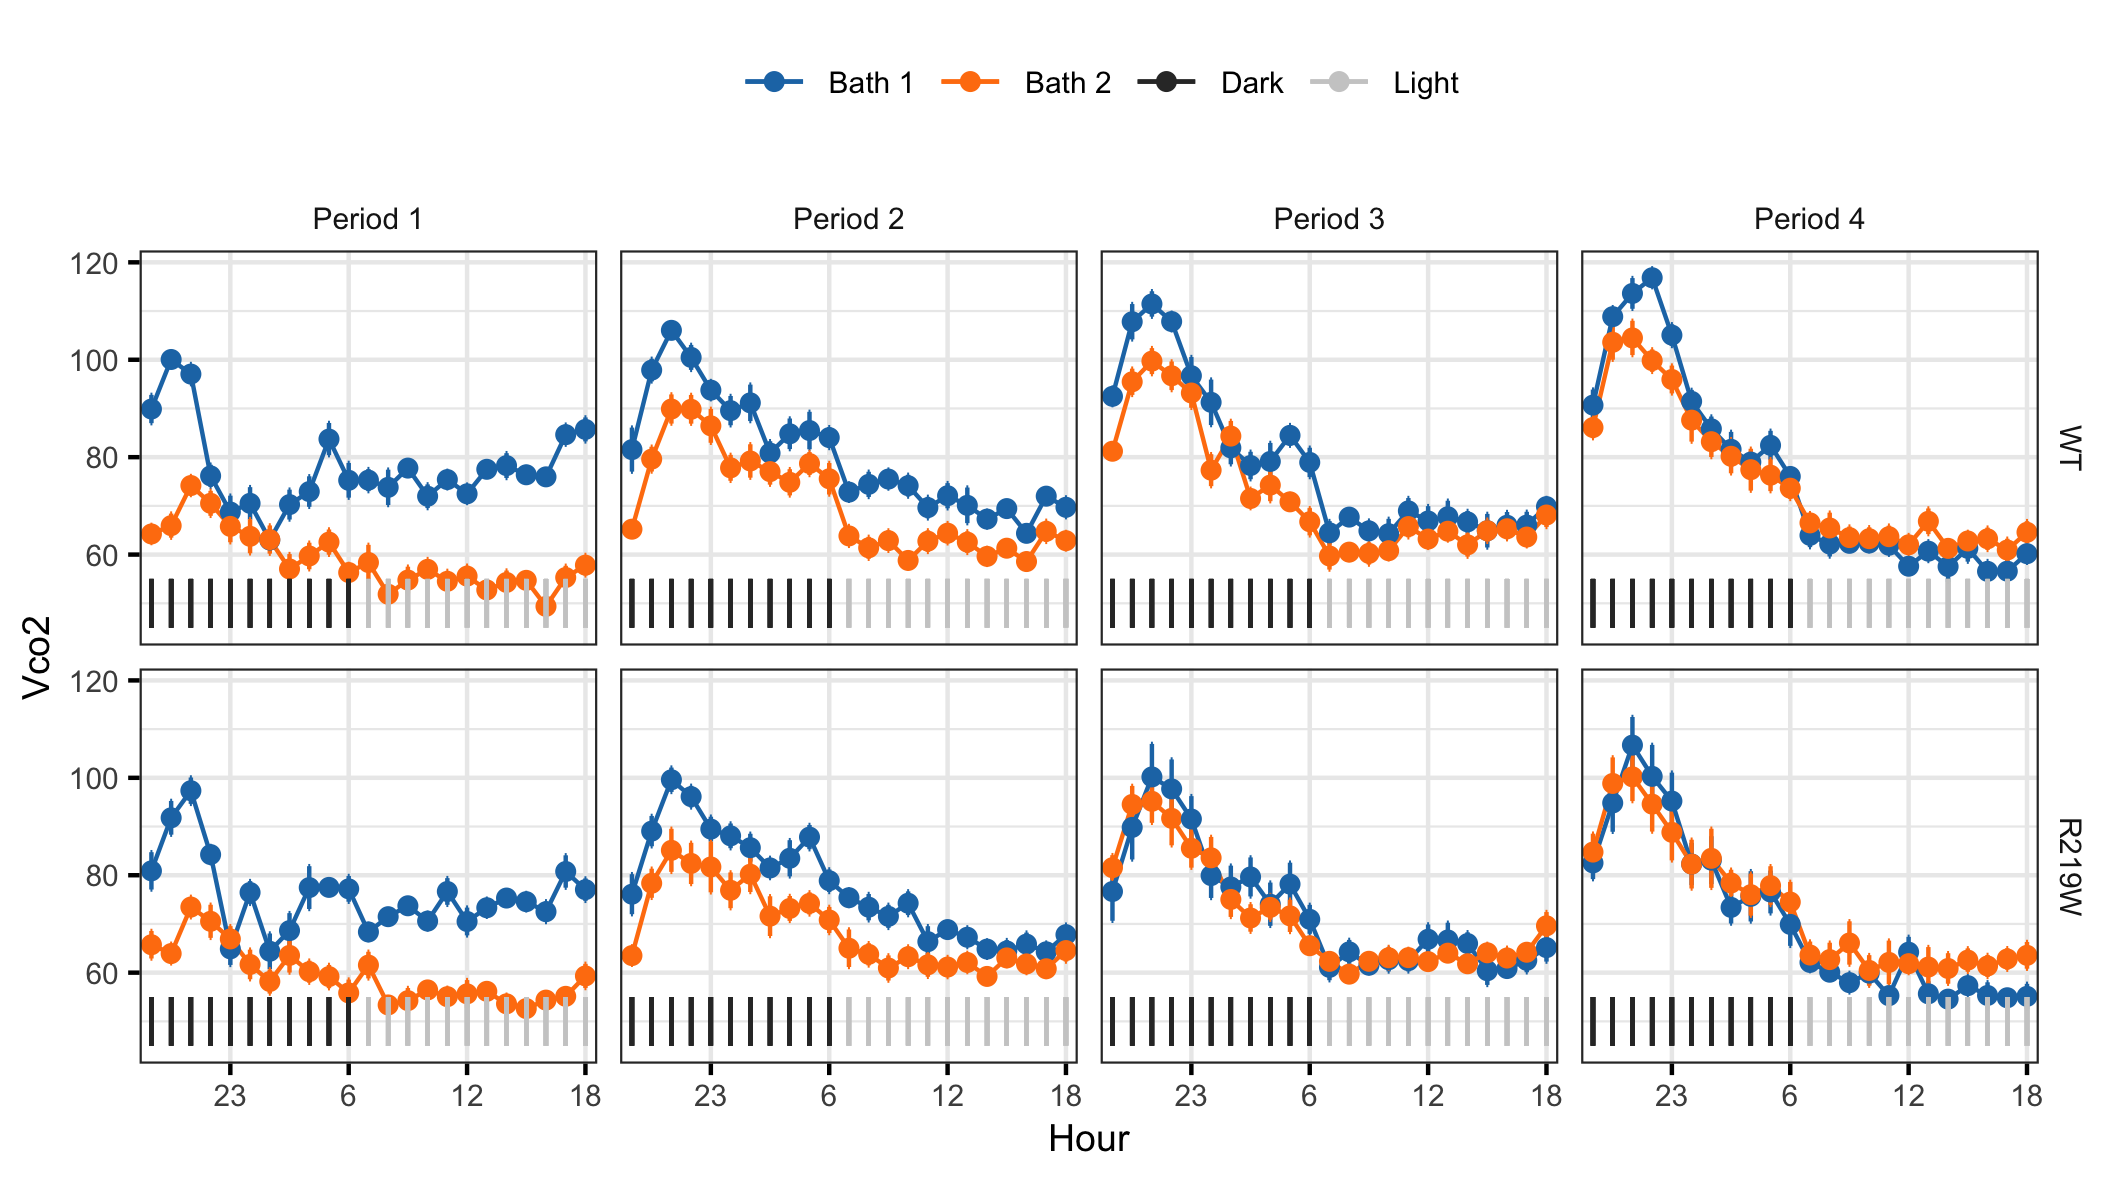 Bath 1 Bath 2 Dark Light
Period 1 Period 2 Period 3 Period 4
120
100
80
60
WT
Vco2
120
100
80
60
R219W
23 6 12 18 23 6 12 18 23 6 12 18 23 6 12 18
Hour